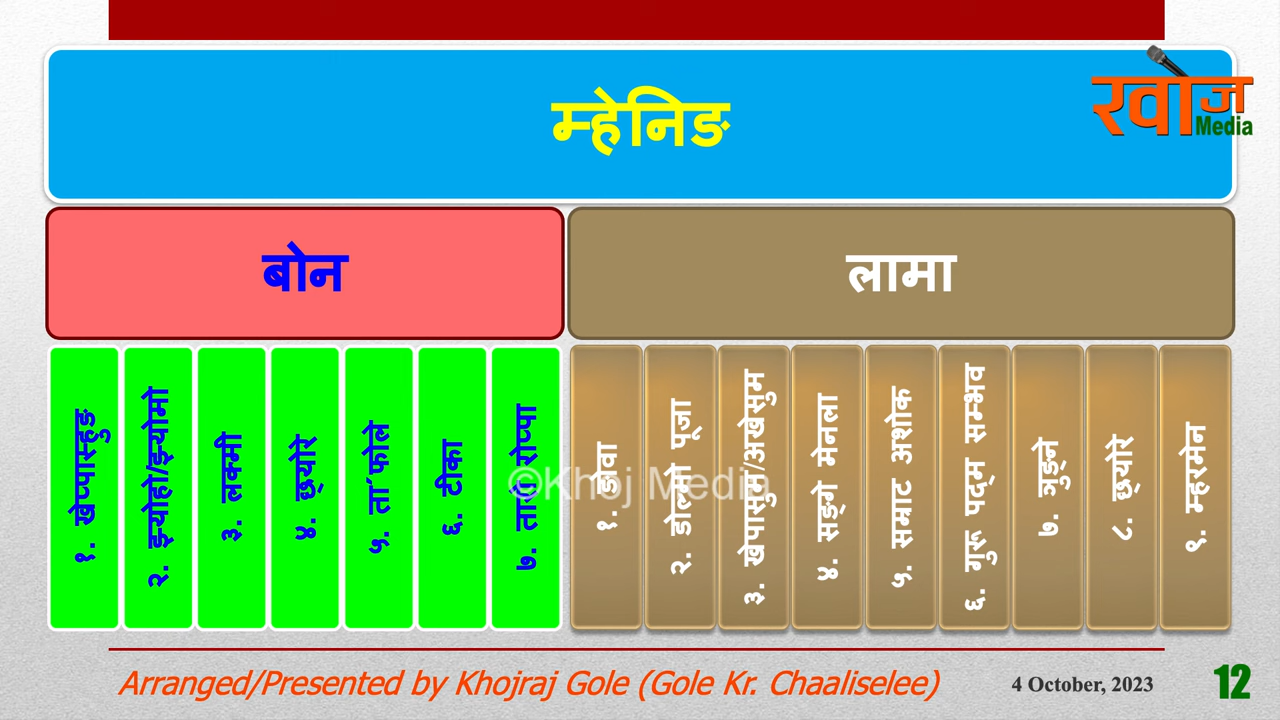 म्हेनिङ
खोज
Media
बोन
लामा
१. खेप्पास्हुङ
२. ङ्योहो/ङ्योमो
३. लक्मी
४. छ्योरे
५. ता´फोले
६. टीका
७. तारो रोप्पा
१. डोवा
२. डोल्मो पूजा
३. खेपासुम/अखेसुम
४. सङ्गे मेनला
५. सम्राट अशोक
६. गुरू पद्म सम्भव
७. ञुङ्ने
८. छ्योरे
९. म्हरमेन
©Khoj Media
Arranged/Presented by Khojraj Gole (Gole Kr. Chaaliselee)
4 October, 2023
12